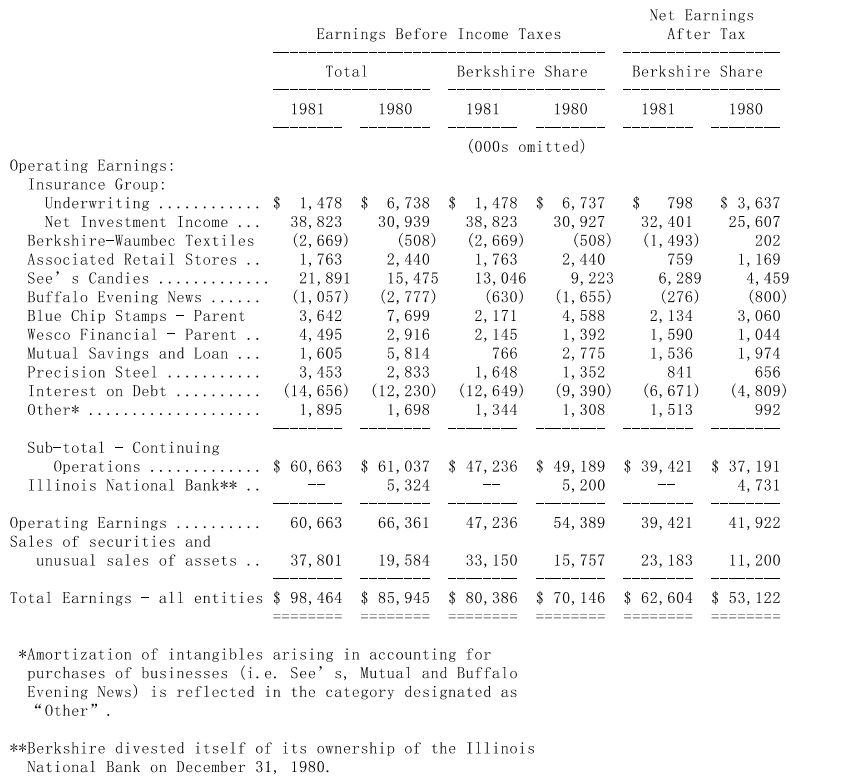 Net Earnings
Earnings Before Income Taxes After Tax
Total Berkshire Share Berkshire Share
1981 1980 1981 1980 1981 1980
(000s omitted)
Operating Earnings:
Insurance Group:
Underwriting ............ $ 1,478 $ 6,738 $ 1,478 $ 6,737 $ 798 $ 3,637
Net Investment Income ... 38,823 30,939 38,823 30,927 32,401 25,607
Berkshire-Waumbec Textiles (2,669) (508) (2,669) (508) (1,493) 202
Associated Retail Stores .. 1,763 2,440 1,763 2,440 759 1,169
See’s Candies ............. 21,891 15,475 13,046 9,223 6,289 4,459
Buffalo Evening News ...... (1,057) (2,777) (630) (1,655) (276) (800)
Blue Chip Stamps - Parent 3,642 7,699 2,171 4,588 2,134 3,060
Wesco Financial - Parent .. 4,495 2,916 2,145 1,392 1,590 1,044
Mutual Savings and Loan ... 1,605 5,814 766 2,775 1,536 1,974
Precision Steel ........... 3,453 2,833 1,648 1,352 841 656
Interest on Debt .......... (14,656) (12,230) (12,649) (9,390) (6,671) (4,809)
Other* .................... 1,895 1,698 1,344 1,308 1,513 992
Sub-total - Continuing
Operations ............. $ 60,663 $ 61,037 $ 47,236 $ 49,189 $ 39,421 $ 37,191
Illinois National Bank** .. -- 5,324 -- 5,200 -- 4,731
Operating Earnings .......... 60,663 66,361 47,236 54,389 39,421 41,922
Sales of securities and
unusual sales of assets .. 37,801 19,584 33,150 15,757 23,183 11,200
Total Earnings - all entities $ 98,464 $ 85,945 $ 80,386 $ 70,146 $ 62,604 $ 53,122
*Amortization of intangibles arising in accounting for
purchases of businesses (i.e. See’s, Mutual and Buffalo
Evening News) is reflected in the category designated as
“Other”.
**Berkshire divested itself of its ownership of the Illinois
National Bank on December 31, 1980.